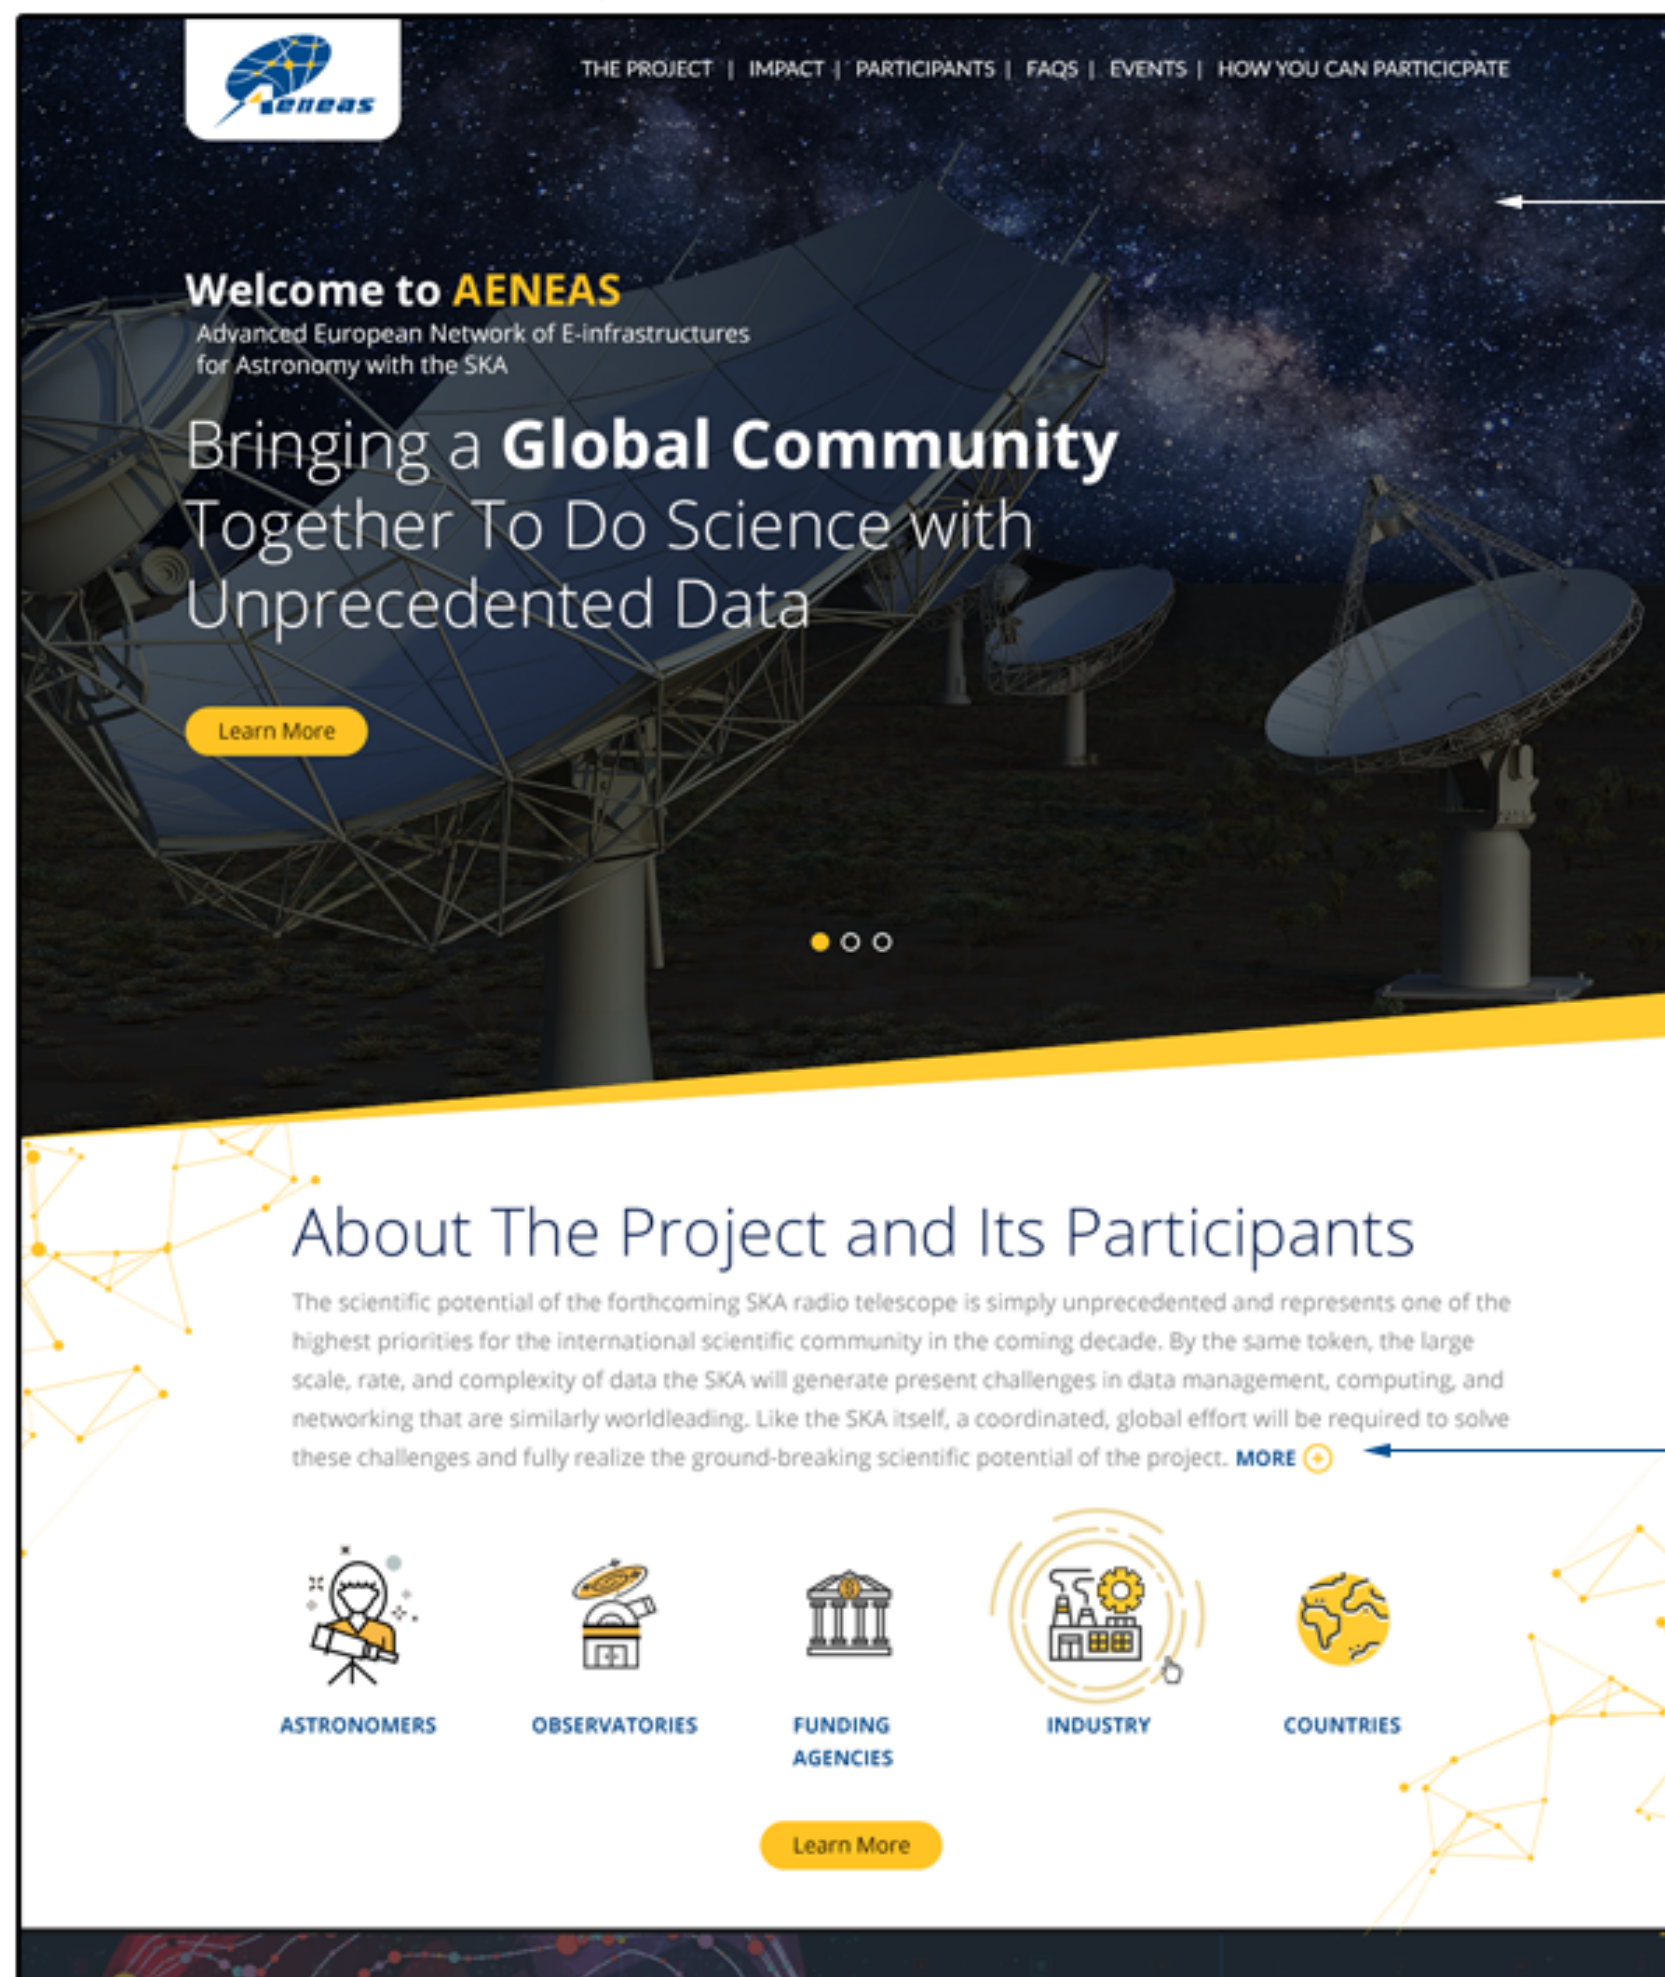 Aeneas
THE PROJECT | IMPACT | PARTICIPANTS | FAQS | EVENTS | HOW YOU CAN PARTICICPATE
Welcome to AENEAS
Advanced European Network of E-infrastructures
for Astronomy with the SKA
Bringing a Global Community
Together To Do Science with
Unprecedented Data
Learn More
About The Project and Its Participants
The scientific potential of the forthcoming SKA radio telescope is simply unprecedented and represents one of the
highest priorities for the international scientific community in the coming decade. By the same token, the large
scale, rate, and complexity of data the SKA will generate present challenges in data management, computing, and
networking that are similarly worldleading. Like the SKA itself, a coordinated, global effort will be required to solve
these challenges and fully realize the ground-breaking scientific potential of the project. MORE
ASTRONOMERS
OBSERVATORIES
FUNDING
AGENCIES
INDUSTRY
COUNTRIES
Learn More